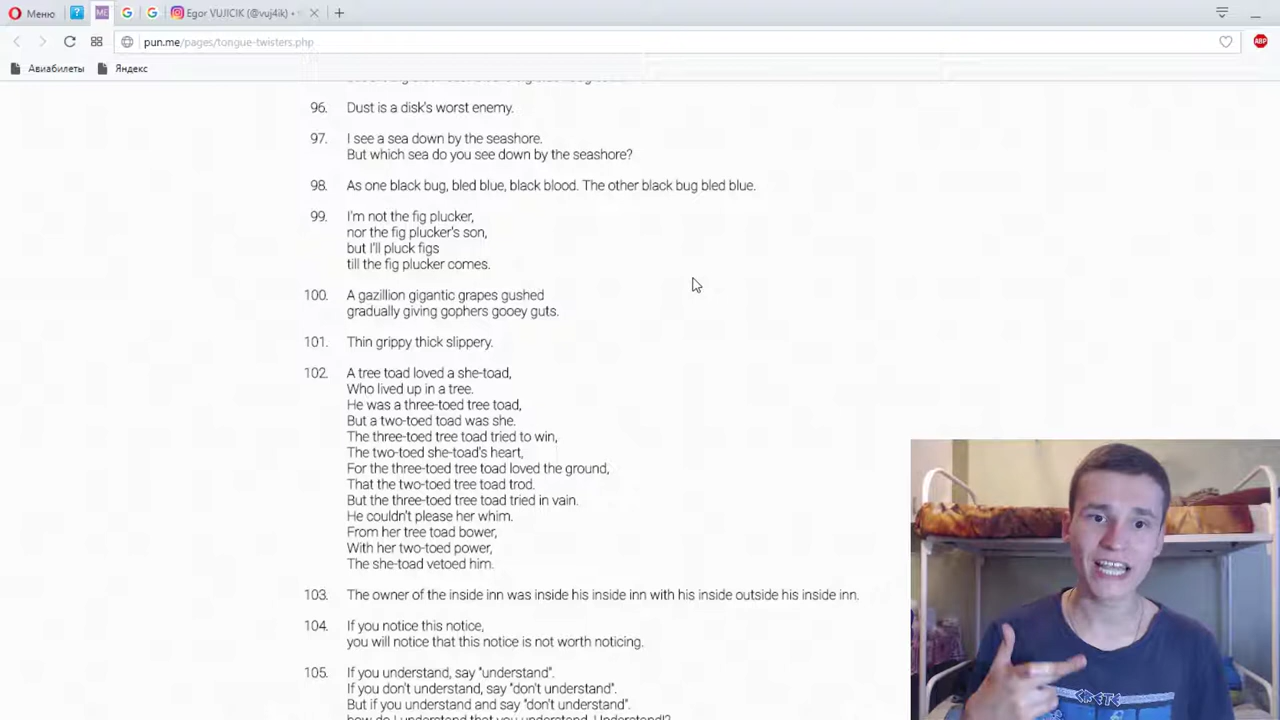 Меню
?
ME
G
G
Egor VUJICIK (@vuj4ik) •
pun.me/pages/tongue-twisters.php
ABP
Авиабилеты
Яндекс
96. Dust is a disk's worst enemy.
97. I see a sea down by the seashore.
But which sea do you see down by the seashore?
98. As one black bug, bled blue, black blood. The other black bug bled blue.
99. I'm not the fig plucker,
nor the fig plucker's son,
but I'll pluck figs
till the fig plucker comes.
100. A gazillion gigantic grapes gushed
gradually giving gophers gooey guts.
101. Thin grippy thick slippery.
102. A tree toad loved a she-toad,
Who lived up in a tree.
He was a three-toed tree toad,
But a two-toed toad was she.
The three-toed tree toad tried to win,
The two-toed she-toad's heart,
For the three-toed tree toad loved the ground,
That the two-toed tree toad trod.
But the three-toed tree toad tried in vain.
He couldn't please her whim.
From her tree toad bower,
With her two-toed power,
The she-toad vetoed him.
103. The owner of the inside inn was inside his inside inn with his inside outside his inside inn.
104. If you notice this notice,
you will notice that this notice is not worth noticing.
105. If you understand, say "understand".
If you don't understand, say "don't understand".
But if you understand and say "don't understand".
how do I understand that you understand. Understand!?